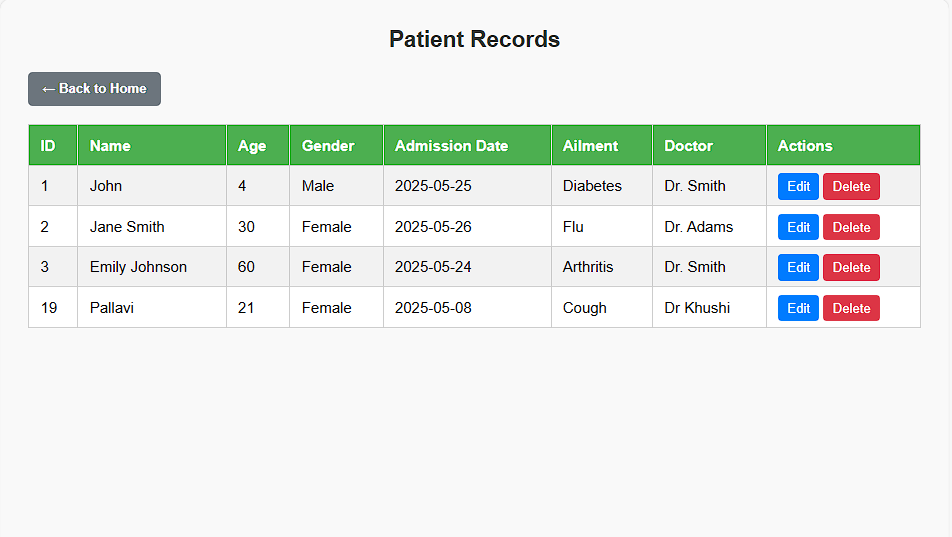 Patient Records
← Back to Home
ID Name Age Gender Admission Date Ailment Doctor Actions
1 John 4 Male 2025-05-25 Diabetes Dr. Smith Edit Delete
2 Jane Smith 30 Female 2025-05-26 Flu Dr. Adams Edit Delete
3 Emily Johnson 60 Female 2025-05-24 Arthritis Dr. Smith Edit Delete
19 Pallavi 21 Female 2025-05-08 Cough Dr Khushi Edit Delete